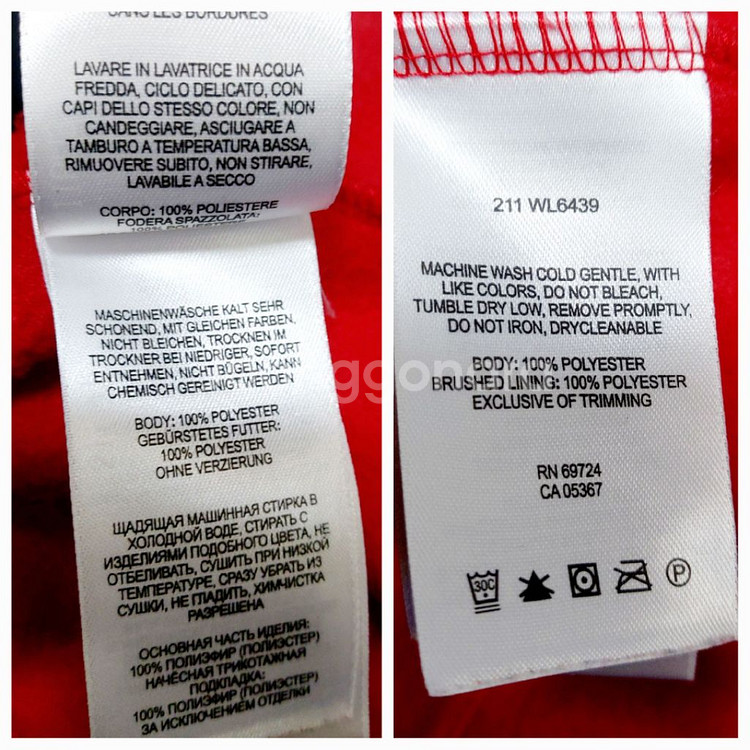 SANS LES BORDURES
LAVARE IN LAVATRICE IN ACQUA
FREDDA, CICLO DELICATO, CON
CAPI DELLO STESSO COLORE, NON
CANDEGGIARE, ASCIUGARE A
TAMBURO A TEMPERATURA BASSA,
RIMUOVERE SUBITO, NON STIRARE,
LAVABILE A SECCO
CORPO: 100% POLIESTERE
FODERA SPAZZOLATA:
100% POLIESTERE
MASCHINENWÄSCHE KALT SEHR
SCHONEND, MIT GLEICHEN FARBEN,
NICHT BLEICHEN, TROCKNEN IM
TROCKNER BEI NIEDRIGER, SOFORT
ENTNEHMEN, NICHT BÜGELN, KANN
CHEMISCH GEREINIGT WERDEN
BODY: 100% POLYESTER
GEBÜRSTETES FUTTER:
100% POLYESTER
OHNE VERZIERUNG
ЩАДЯЩАЯ МАШИННАЯ СТИРКА В
ХОЛОДНОЙ ВОДЕ, СТИРАТЬ С
ИЗДЕЛИЯМИ ПОДОБНОГО ЦВЕТА, НЕ
ОТБЕЛИВАТЬ, СУШИТЬ ПРИ НИЗКОЙ
ТЕМПЕРАТУРЕ, СРАЗУ УБРАТЬ ИЗ
СУШКИ, НЕ ГЛАДИТЬ, ХИМЧИСТКА
РАЗРЕШЕНА
ОСНОВНАЯ ЧАСТЬ ИДЕЛИЯ:
100% ПОЛИЭФИР (ПОЛИЭСТЕР)
НАЧЁСНАЯ ТРИКОТАЖНАЯ
ПОДКЛАДКА:
100% ПОЛИЭФИР (ПОЛИЭСТЕР)
ЗА ИСКЛЮЧЕНИЕМ ОТДЕЛКИ
211 WL6439
MACHINE WASH COLD GENTLE, WITH
LIKE COLORS, DO NOT BLEACH,
TUMBLE DRY LOW, REMOVE PROMPTLY,
DO NOT IRON, DRYCLEANABLE
BODY: 100% POLYESTER
BRUSHED LINING: 100% POLYESTER
EXCLUSIVE OF TRIMMING
RN 69724
CA 05367
30C
P